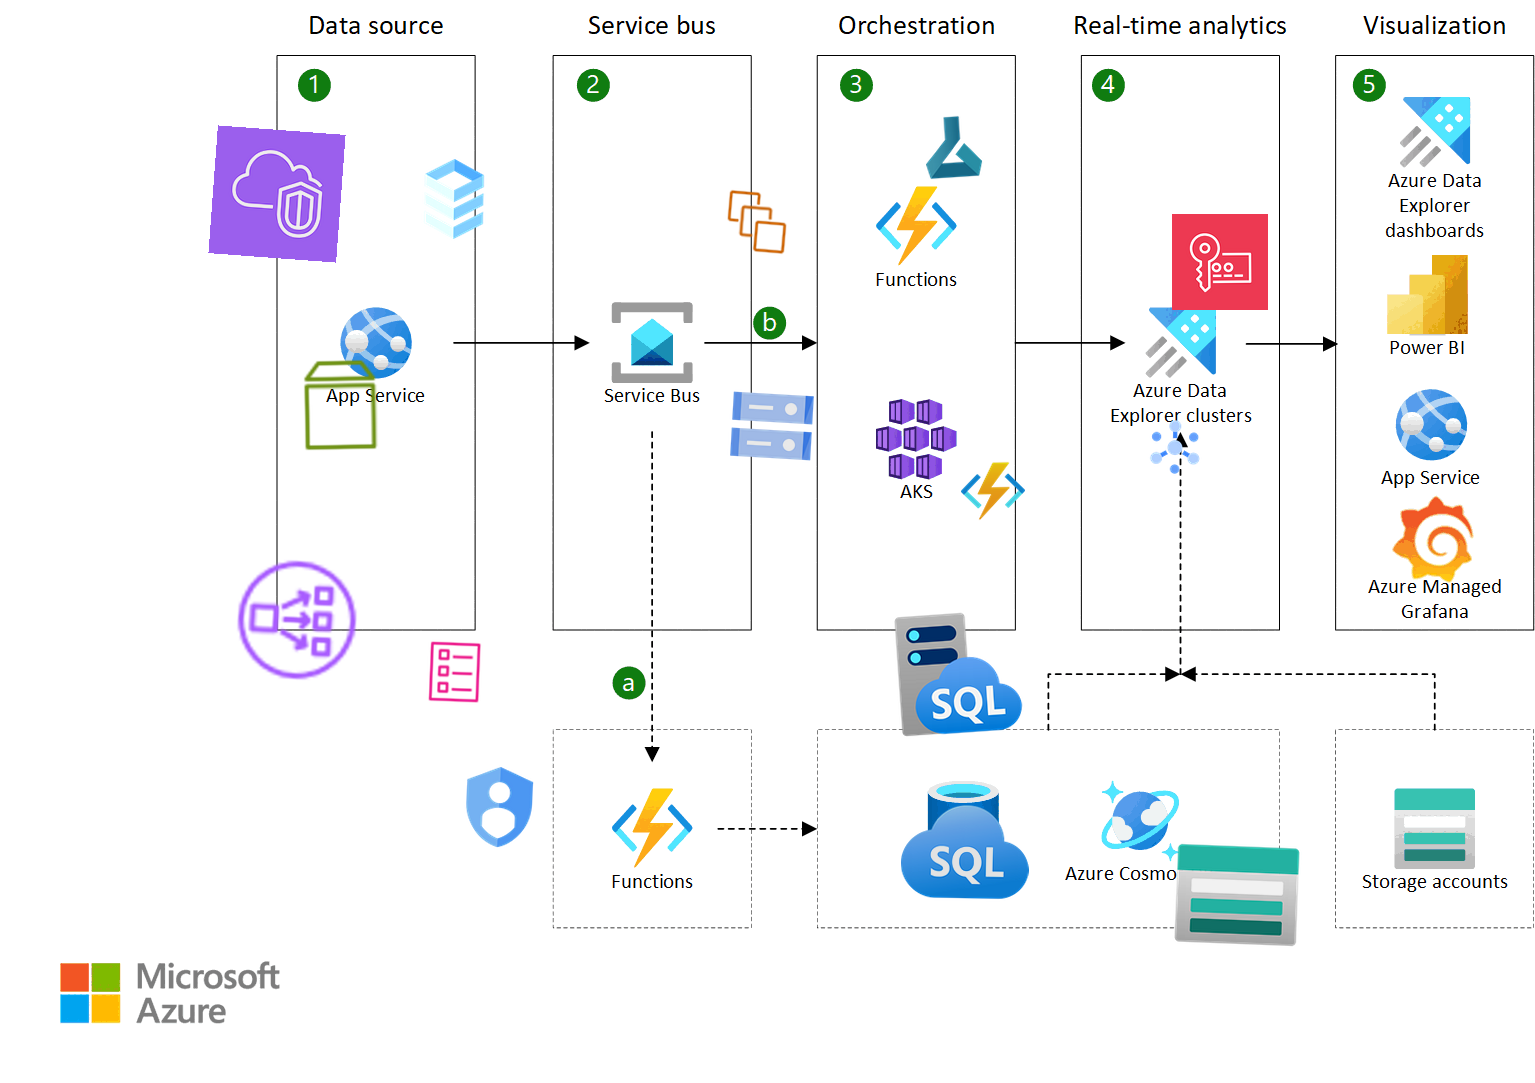 Data source
Service bus
Orchestration
Real-time analytics
Visualization
1
2
3
4
5
Azure Data
Explorer
dashboards
Functions
b
Power BI
App Service
Service Bus
Azure Data
Explorer clusters
AKS
App Service
Azure Managed
Grafana
a
SQL
SQL
Functions
Azure Cosmo
Storage accounts
Microsoft
Azure